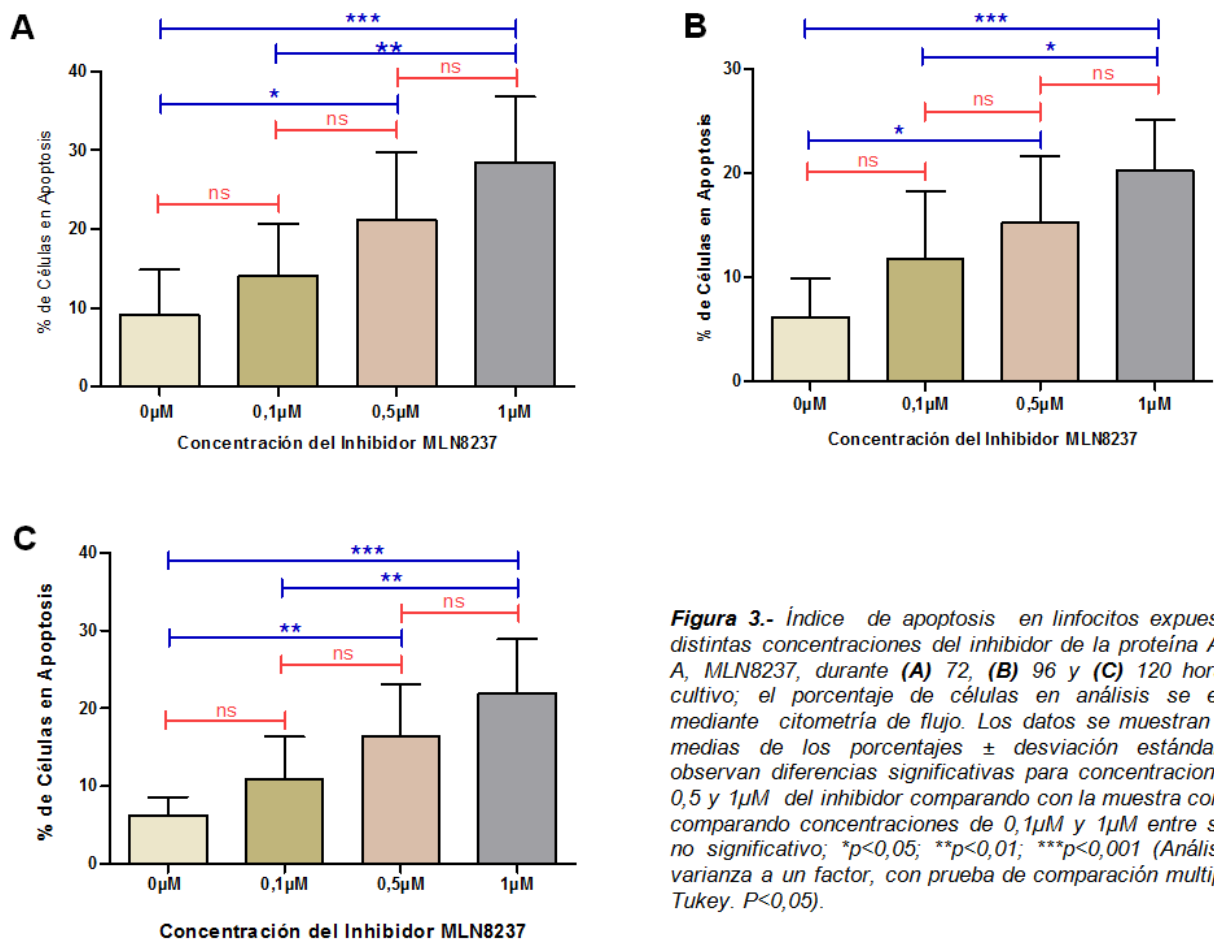 A
***
**
ns
*
ns
ns
40
30
20
10
0
% de Células en Apoptosis
0µM
0,1µM
0,5µM
1µM
Concentración del Inhibidor MLN8237
B
***
*
ns
ns
*
ns
30
20
10
0
% de Células en Apoptosis
0µM
0,1µM
0,5µM
1µM
Concentración del Inhibidor MLN8237
C
***
**
ns
**
ns
ns
40
30
20
10
0
% de Células en Apoptosis
0µM
0,1µM
0,5µM
1µM
Concentración del Inhibidor MLN8237
Figura 3.- Índice de apoptosis en linfocitos expues
distintas concentraciones del inhibidor de la proteína A
A, MLN8237, durante (A) 72, (B) 96 y (C) 120 hor
cultivo; el porcentaje de células en análisis se e
mediante citometría de flujo. Los datos se muestran
medias de los porcentajes ± desviación estánda
observan diferencias significativas para concentracion
0,5 y 1µM del inhibidor comparando con la muestra con
comparando concentraciones de 0,1µM y 1µM entre s
no significativo; *p<0,05; **p<0,01; ***p<0,001 (Anális
varianza a un factor, con prueba de comparación multip
Tukey. P<0,05).